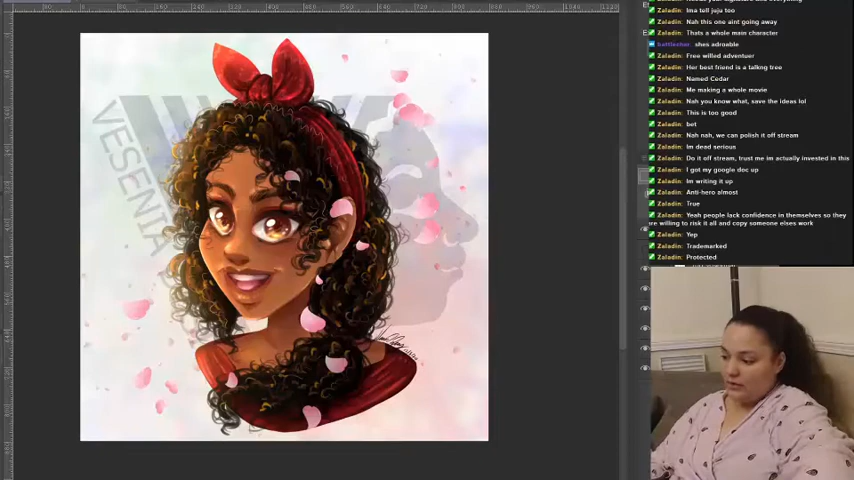 VESENIA
Zaladin: Ima tell juju too
Zaladin: Nah this one aint going away
Zaladin: Thats a whole main character
shes adroable
Zaladin: Free willed adventuer
Zaladin: Her best friend is a talkng tree
Zaladin: Named Cedar
Zaladin: Me making a whole movie
Zaladin: Nah you know what, save the ideas lol
Zaladin: This is too good
Zaladin: bet
Zaladin: Nah nah, we can polish it off stream
Zaladin: Im dead serious
Zaladin: Do it off stream, trust me im actually invested in this
Zaladin: I got my google doc up
Zaladin: Im writing it up
Zaladin: Anti-hero almost
Zaladin: True
Zaladin: Yeah people lack confidence in themselves so they
are willing to risk it all and copy someone elses work
Zaladin: Yep
Zaladin: Trademarked
Zaladin: Protected